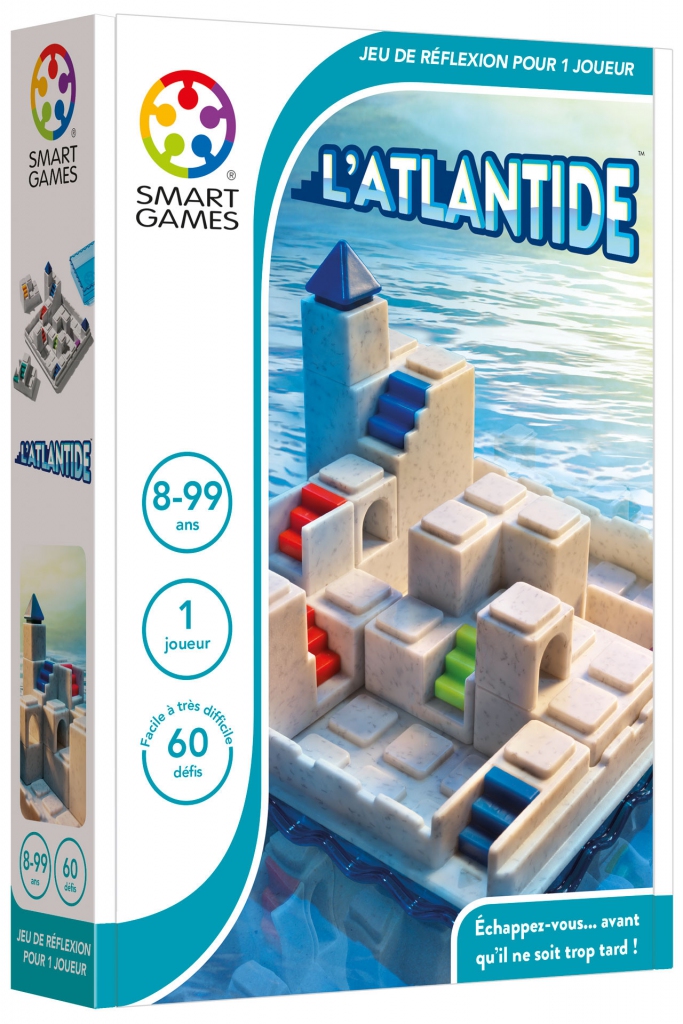 SMART
GAMES
®
L'ATLANTIDE
8-99
ans
60
défis
JEU DE RÉFLEXION
POUR 1 JOUEUR
SMART
GAMES
®
JEU DE RÉFLEXION POUR 1 JOUEUR
L'ATLANTIDE™
8-99
ans
1
joueur
Facile à très difficile
60
défis
Échappez-vous... avant
qu'il ne soit trop tard !